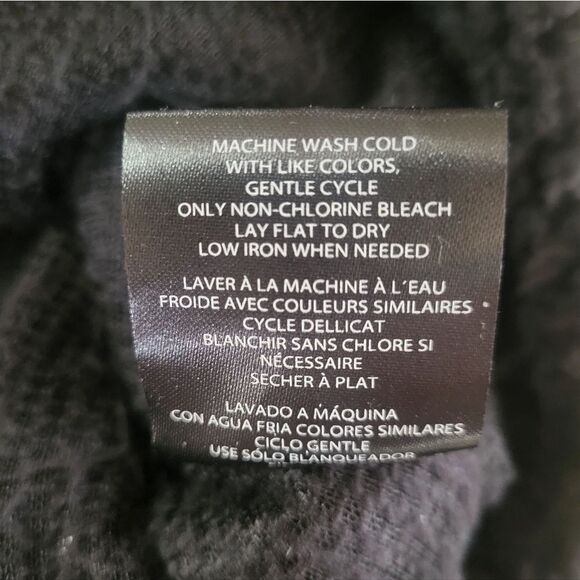 MACHINE WASH COLD
WITH LIKE COLORS,
GENTLE CYCLE
ONLY NON-CHLORINE BLEACH
LAY FLAT TO DRY
LOW IRON WHEN NEEDED
LAVER À LA MACHINE À L´EAU
FROIDE AVEC COULEURS SIMILAIRES
CYCLE DELLICAT
BLANCHIR SANS CHLORE SI
NÉCESSAIRE
SECHER À PLAT
LAVADO A MÁQUINA
CON AGUA FRIA COLORES SIMILARES
CICLO GENTLE
USE SÓLO BLANQUEADOR